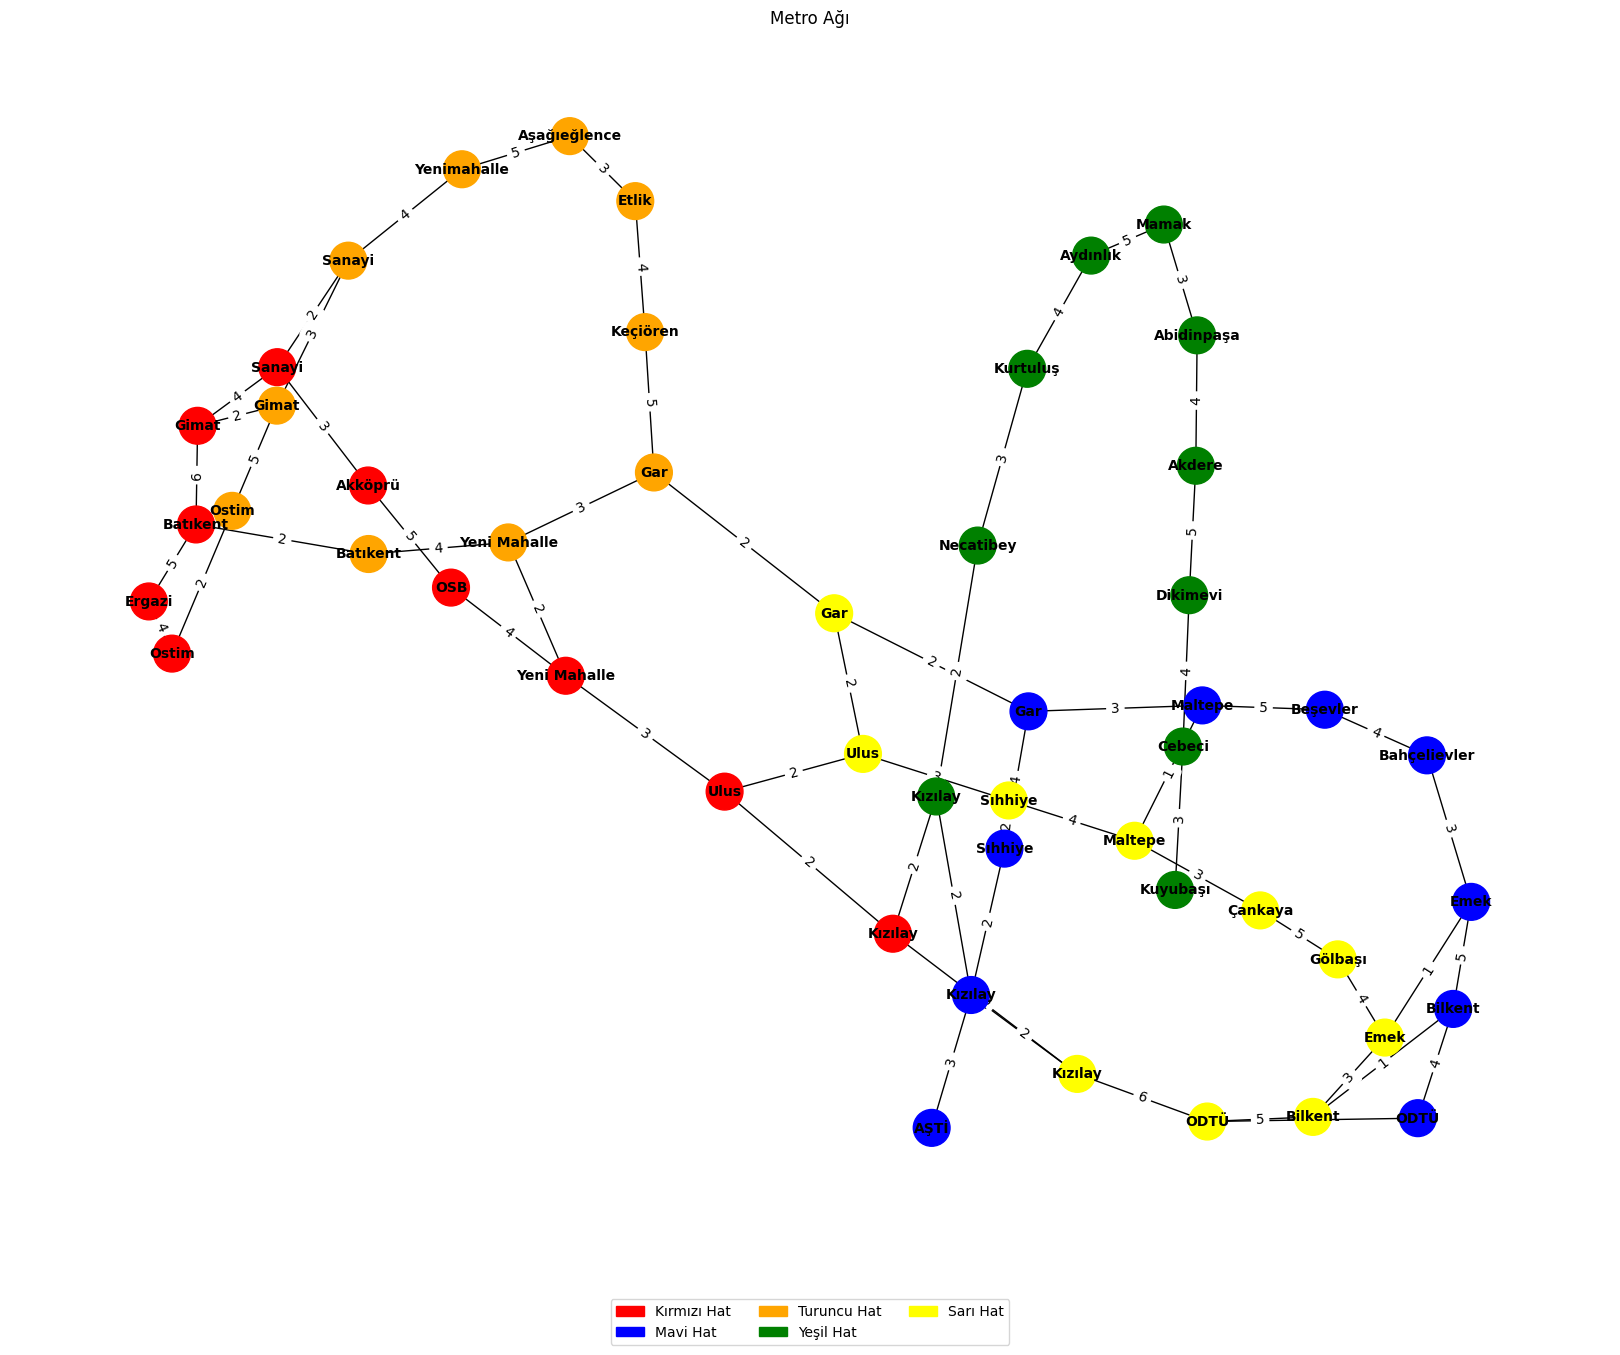 Metro Ağı
Aşağıeğlence
5
Yenimahalle
3
Etlik
4
Mamak
5
Aydınlık
Sanayi
4
3
2
3
4
Keçiören
Abidinpaşa
Sanayi
Kurtuluş
4
5
4
Gimat
2
Gimat
3
3
5
Gar
Akdere
6
Akköprü
3
Ostim
Batıkent
5
2
5
2
Yeni Mahalle
4
Batıkent
Necatibey
5
2
OSB
Dikimevi
Ergazi
2
Gar
4
4
Ostim
2
Yeni Mahalle
2
2
4
2
Maltepe
3
5
Beşevler
Gar
3
4
Cebeci
Ulus
Bahçelievler
2
1
3
4
Ulus
Kızılay
Sıhhiye
3
4
2
3
Maltepe
Sıhhiye
2
2
3
Kuyubaşı
2
Emek
Çankaya
2
Kızılay
5
Gölbaşı
5
1
Kızılay
4
Bilkent
2
Emek
3
1
4
Kızılay
3
6
Bilkent
ODTÜ
5
ODTÜ
AŞTİ
Kırmızı Hat
Turuncu Hat
Sarı Hat
Mavi Hat
Yeşil Hat